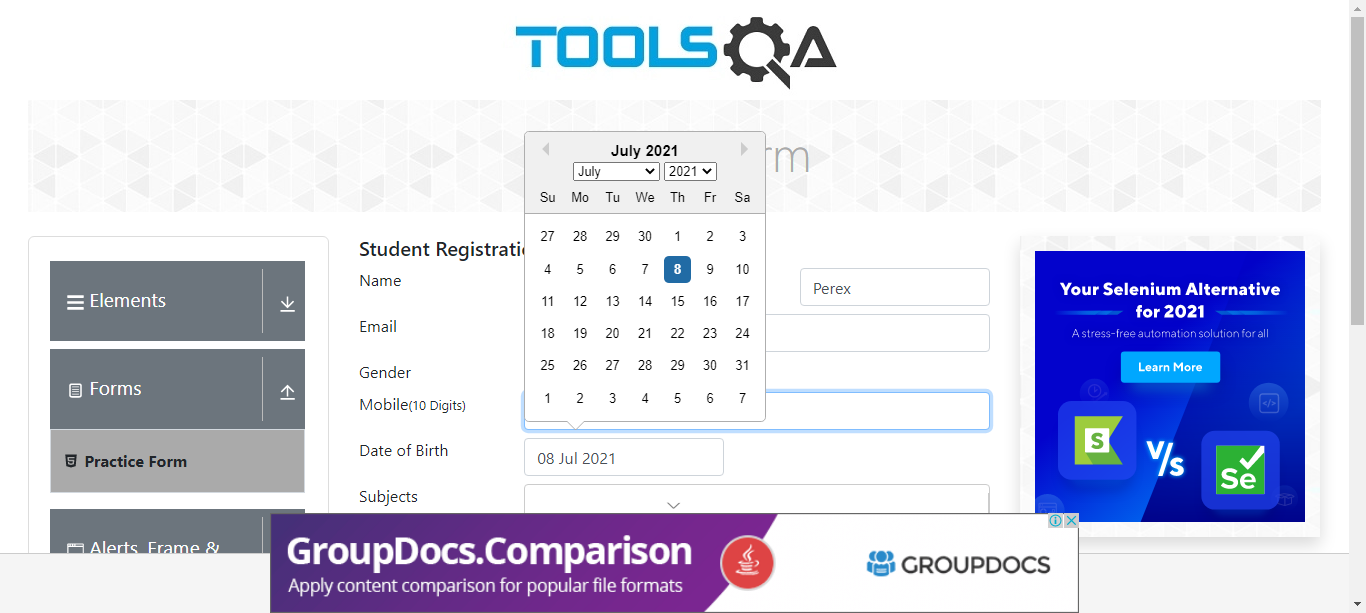 TOOLSQA
rm
July 2021
July 2021
Su Mo Tu We Th Fr Sa
27 28 29 30 1 2 3
4 5 6 7 8 9 10
11 12 13 14 15 16 17
18 19 20 21 22 23 24
25 26 27 28 29 30 31
1 2 3 4 5 6 7
Elements
Forms
Practice Form
Alerts, Frame &
Student Registrati
Name
Perex
Email
Gender
Mobile(10 Digits)
Date of Birth
08 Jul 2021
Subjects
Your Selenium Alternative
for 2021
A stress-free automation solution for all
Learn More
S
V/s
Se
GroupDocs.Comparison
Apply content comparison for popular file formats
GROUPDOCS